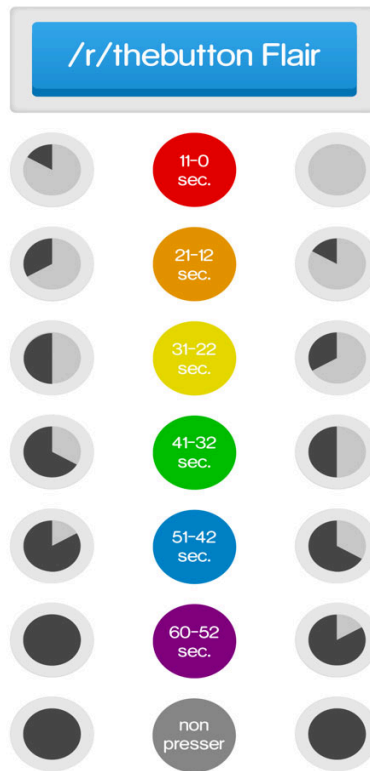 /r/thebutton Flair
11-0
sec.
21-12
sec.
31-22
sec.
41-32
sec.
51-42
sec.
60-52
sec.
non
presser